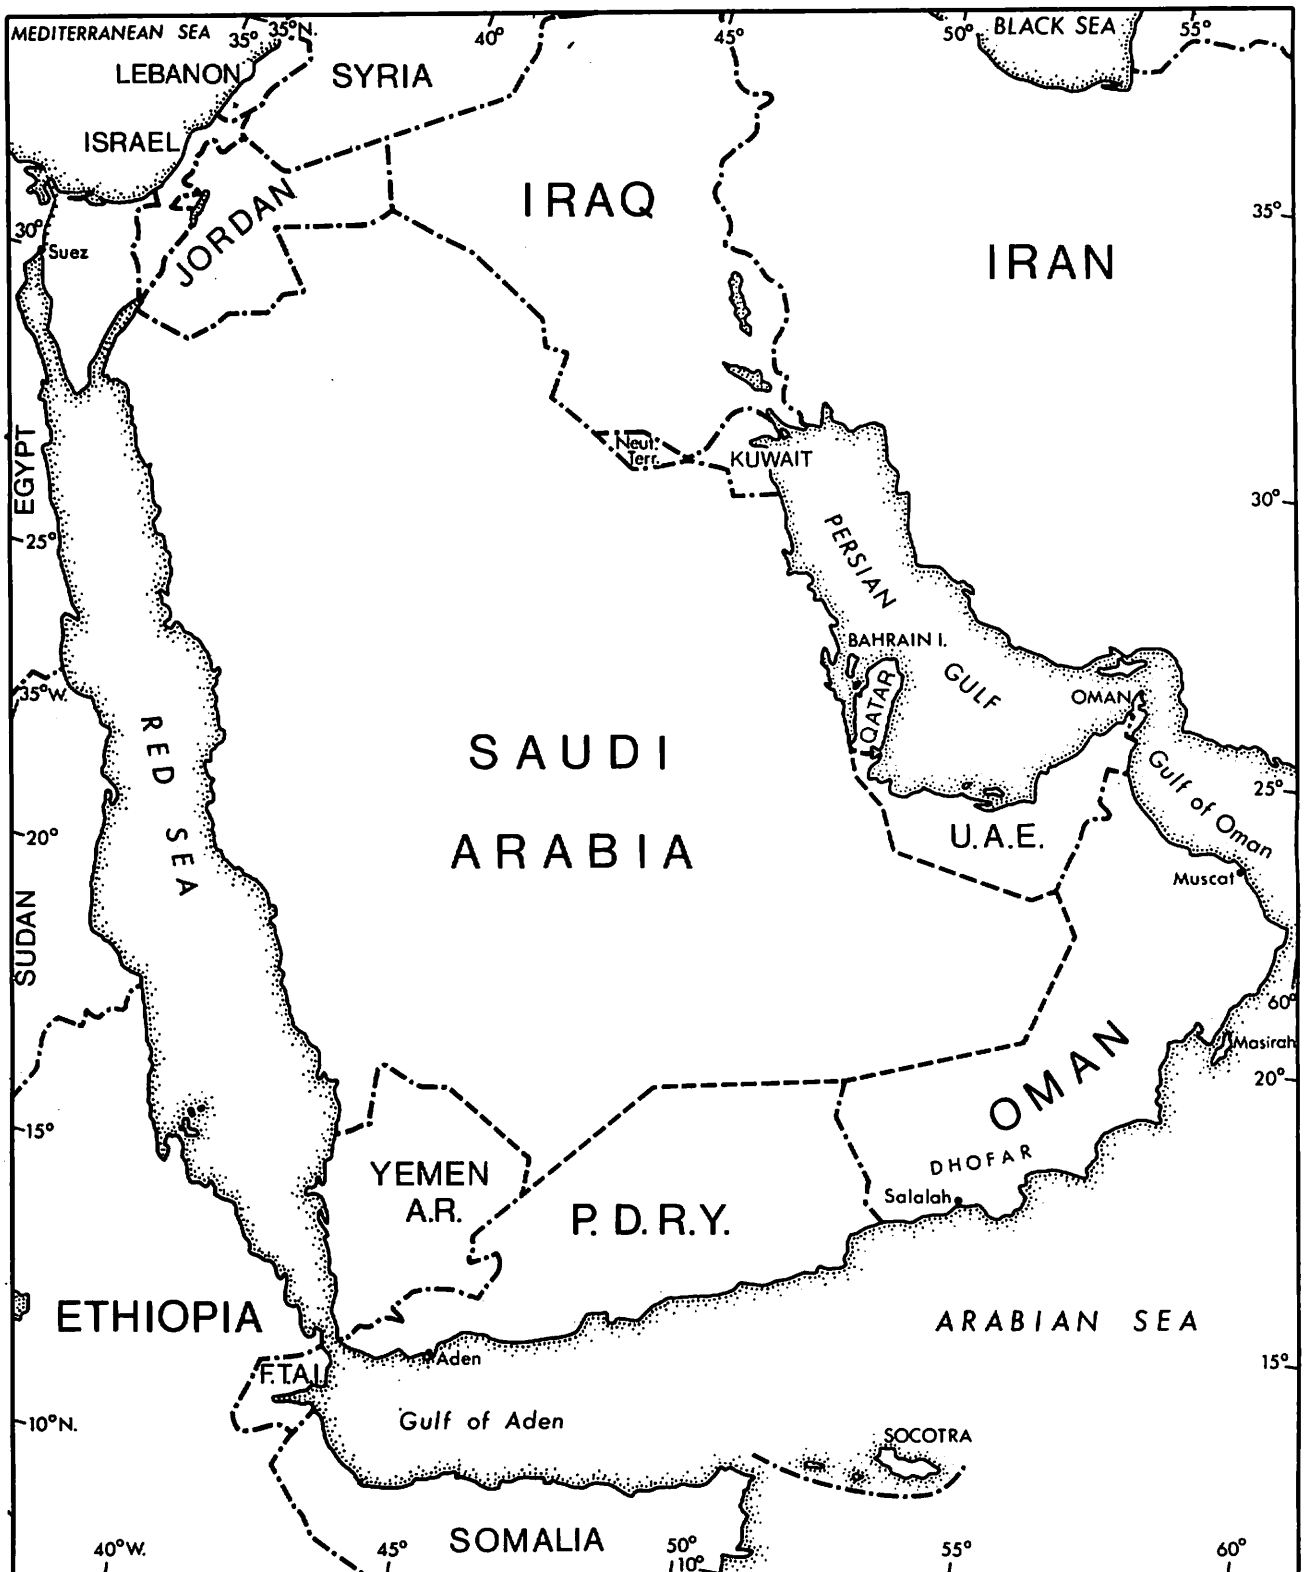 MEDITERRANEAN SEA
35°
35°N.
40°
45°
50°
BLACK SEA
55°
LEBANON
SYRIA
ISRAEL
JORDAN
IRAQ
IRAN
35°
30°
Suez
Neut.
Terr.
KUWAIT
EGYPT
30°
25°
PERSIAN
GULF
BAHRAIN I.
QATAR
OMAN
35°W.
RED SEA
SAUDI
ARABIA
Gulf of Oman
25°
U.A.E.
20°
Muscat
SUDAN
60°
Masirah
OMAN
20°
15°
DHOFAR
YEMEN
A.R.
Salalah
P.D.R.Y.
ETHIOPIA
ARABIAN SEA
F.T.A.I.
Aden
15°
Gulf of Aden
10°N.
SOCOTRA
SOMALIA
40°W.
45°
50°
10°
55°
60°